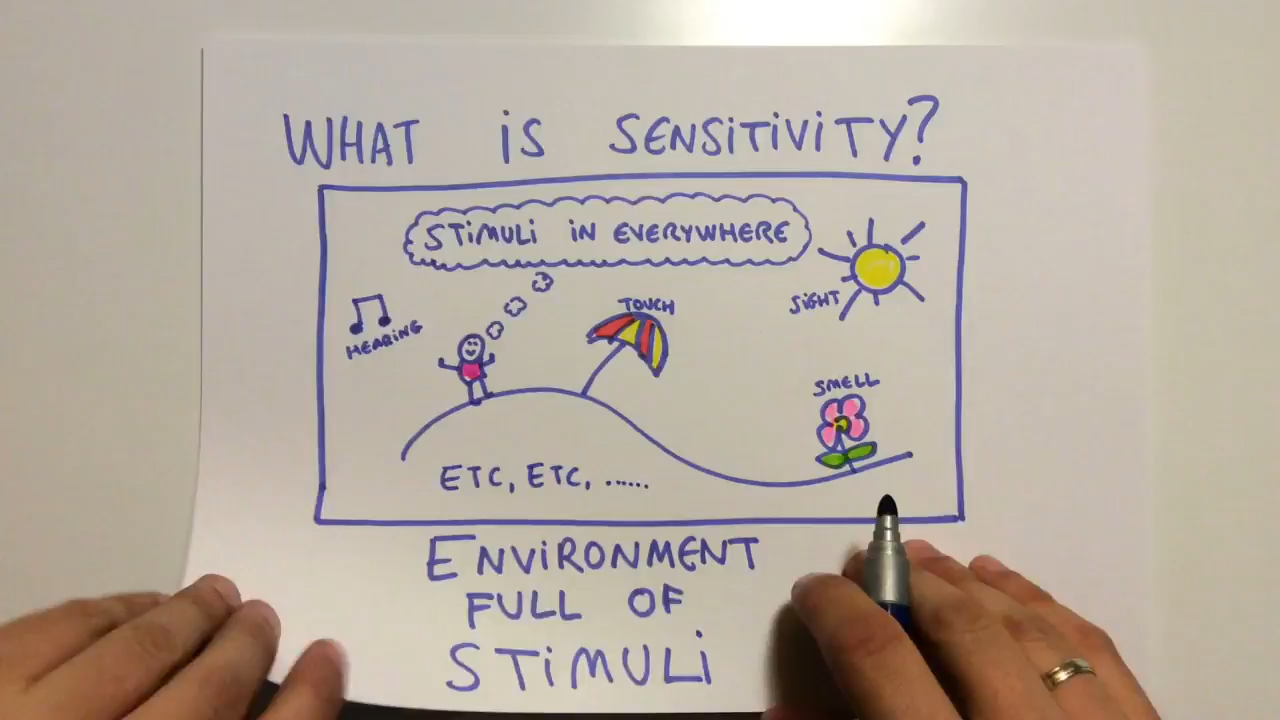 WHAT IS SENSITIVITY?
STIMULI IN EVERYWHERE
HEARING
TOUCH
SIGHT
SMELL
ETC, ETC, ......
ENVIRONMENT
FULL OF
STIMULI